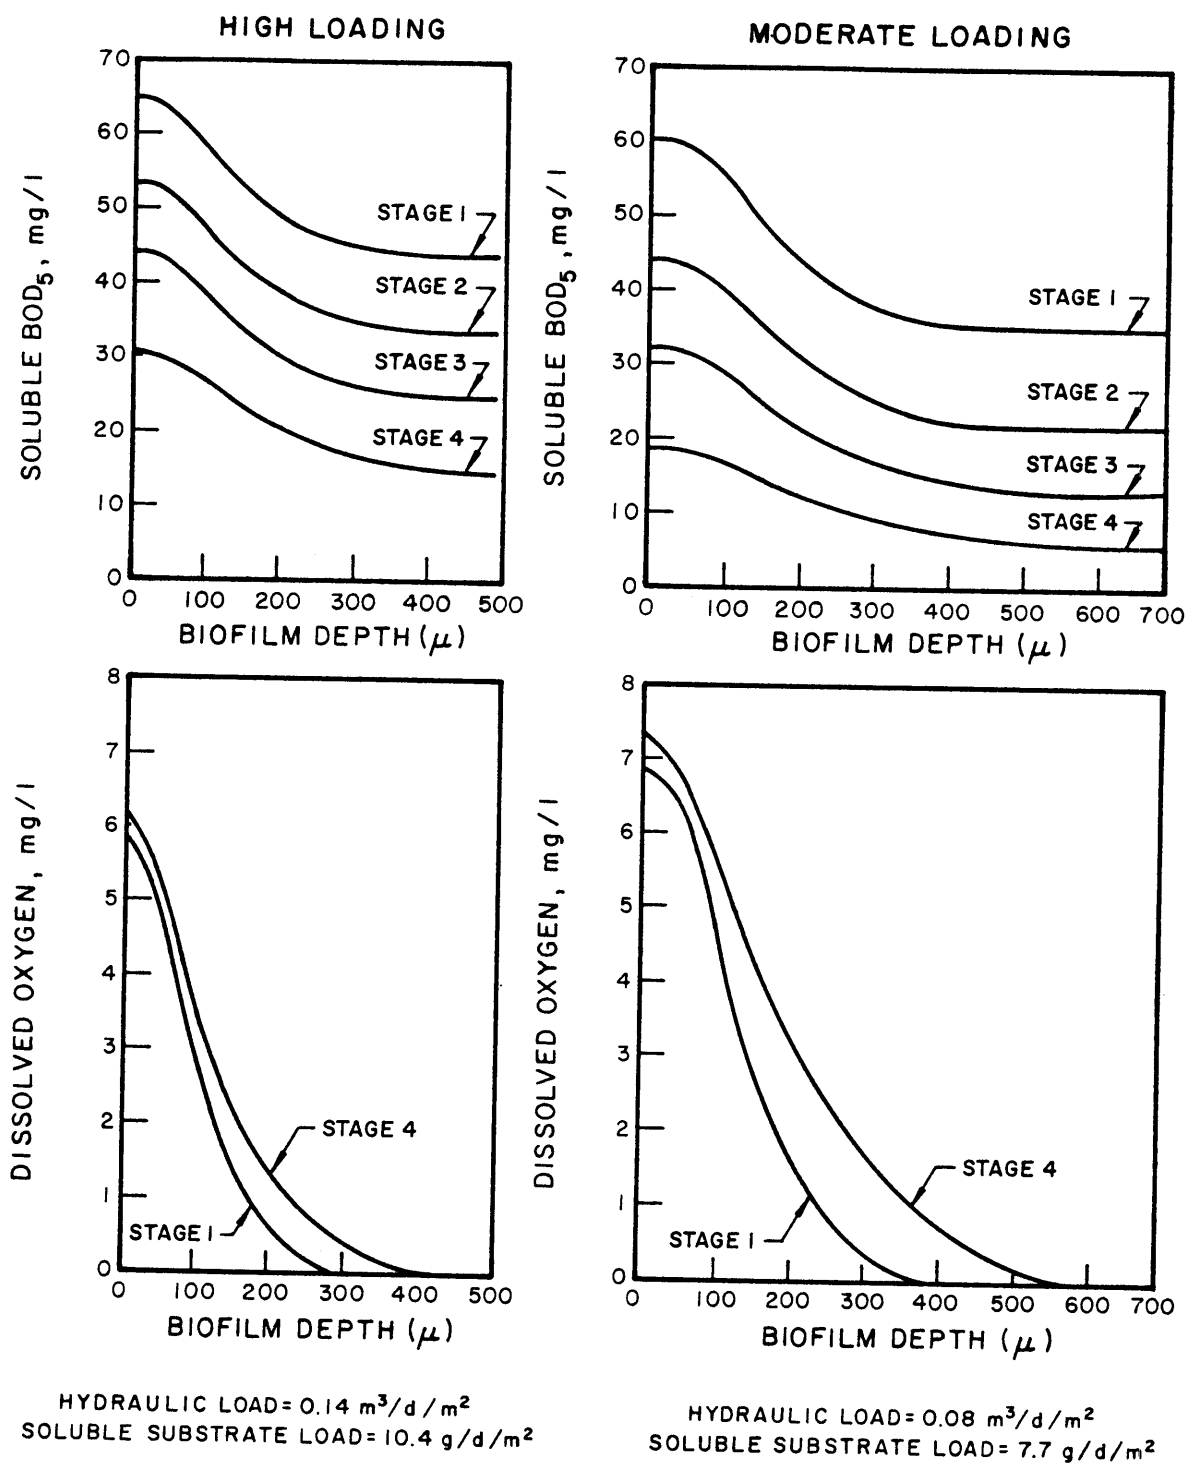 HIGH LOADING
70
60
50
40
30
20
10
0
SOLUBLE BOD5, mg/l
STAGE 1
STAGE 2
STAGE 3
STAGE 4
0 100 200 300 400 500
BIOFILM DEPTH (μ)
MODERATE LOADING
70
60
50
40
30
20
10
0
SOLUBLE BOD5, mg/l
STAGE 1
STAGE 2
STAGE 3
STAGE 4
0 100 200 300 400 500 600 700
BIOFILM DEPTH (μ)
8
7
6
5
4
3
2
1
0
DISSOLVED OXYGEN, mg/l
STAGE 4
STAGE 1
0 100 200 300 400 500
BIOFILM DEPTH (μ)
8
7
6
5
4
3
2
1
0
DISSOLVED OXYGEN, mg/l
STAGE 4
STAGE 1
0 100 200 300 400 500 600 700
BIOFILM DEPTH (μ)
HYDRAULIC LOAD = 0.14 m³/d/m²
SOLUBLE SUBSTRATE LOAD = 10.4 g/d/m²
HYDRAULIC LOAD = 0.08 m³/d/m²
SOLUBLE SUBSTRATE LOAD = 7.7 g/d/m²